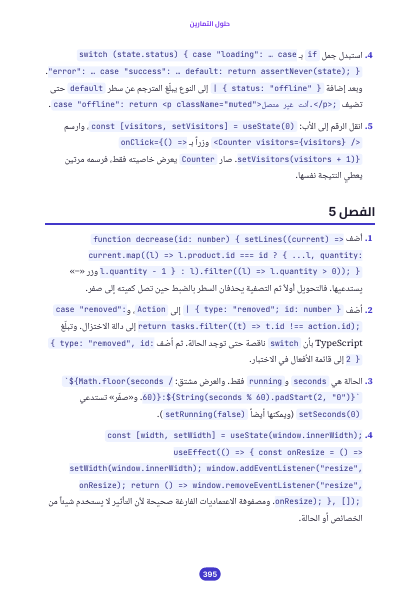 حلول التمارين
4. استبدل جمل if بـ switch (state.status) { case "loading": … case
"error": … case "success": … default: return assertNever(state); }.
وبعد إضافة | { status: "offline" } إلى النوع يبلّغ المترجم عن سطر default حتى
تضيف case "offline": return <p className="muted">أنت غير متصل.</p>;.
5. انقل الرقم إلى الأب: const [visitors, setVisitors] = useState(0)، وارسم
<Counter visitors={visitors} /> وزراً بـ onClick={() =>
setVisitors(visitors + 1)}. صار Counter يعرض خاصيته فقط، فرسمه مرتين
يعطي النتيجة نفسها.
الفصل 5
1. أضف function decrease(id: number) { setLines((current) =>
current.map((l) => l.product.id === id ? { ...l, quantity:
l.quantity - 1 } : l).filter((l) => l.quantity > 0)); } وزر «−»
يستدعيها. فالتحويل أولاً ثم التصفية يحذفان السطر بالضبط حين تصل كميته إلى صفر.
2. أضف | { type: "removed"; id: number } إلى Action، و case "removed":
return tasks.filter((t) => t.id !== action.id); إلى دالة الاختزال. وتبلّغ
TypeScript بأن switch ناقصة حتى توجد الحالة. ثم أضف { type: "removed", id:
2 } إلى قائمة الأفعال في الاختبار.
3. الحالة هي seconds و running فقط، والعرض مشتق: `${Math.floor(seconds /
60)}:${String(seconds % 60).padStart(2, "0")}`. و«صفّر» تستدعي
setSeconds(0) (ويمكنها أيضاً setRunning(false)).
4. const [width, setWidth] = useState(window.innerWidth);
useEffect(() => { const onResize = () =>
setWidth(window.innerWidth); window.addEventListener("resize",
onResize); return () => window.removeEventListener("resize",
onResize); }, []);. ومصفوفة الاعتماديات الفارغة صحيحة لأن التأثير لا يستخدم شيئاً من
الخصائص أو الحالة.
395